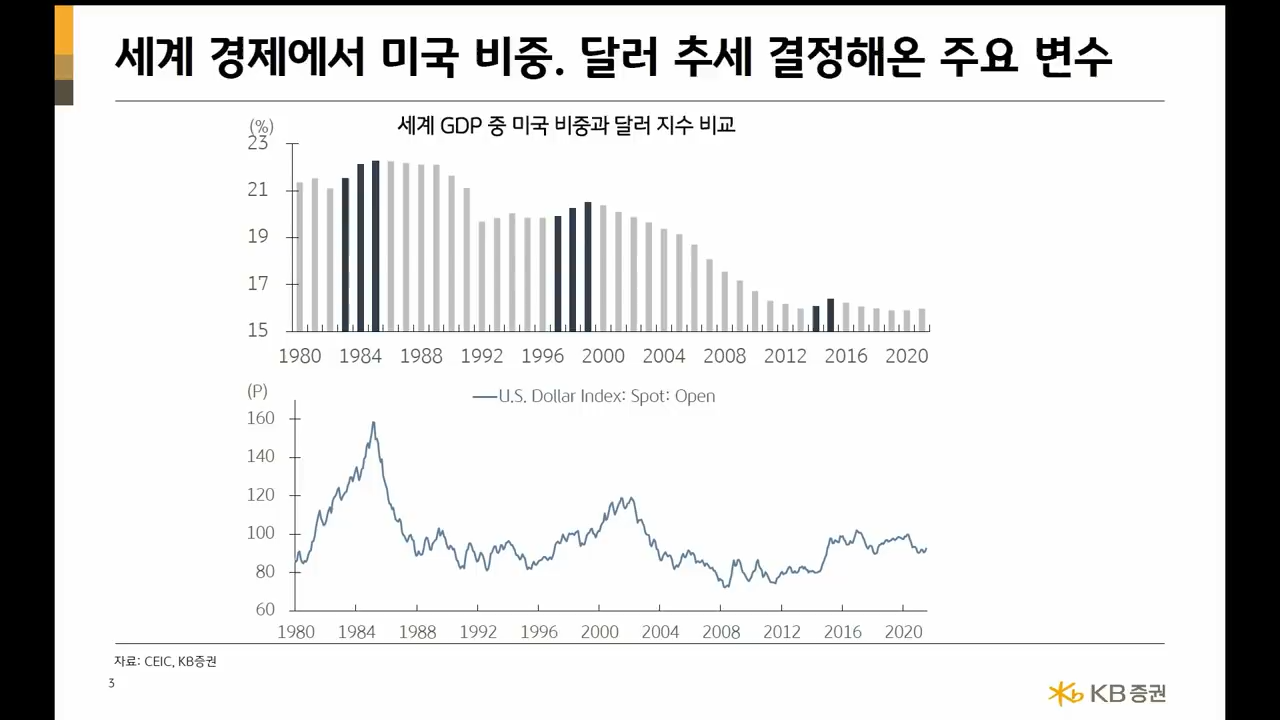 세계 경제에서 미국 비중. 달러 추세 결정해온 주요 변수
세계 GDP 중 미국 비중과 달러 지수 비교
(%)
23
21
19
17
15
1980 1984 1988 1992 1996 2000 2004 2008 2012 2016 2020
(P)
U.S. Dollar Index: Spot: Open
160
140
120
100
80
60
1980 1984 1988 1992 1996 2000 2004 2008 2012 2016 2020
자료: CEIC, KB증권
3
KB증권